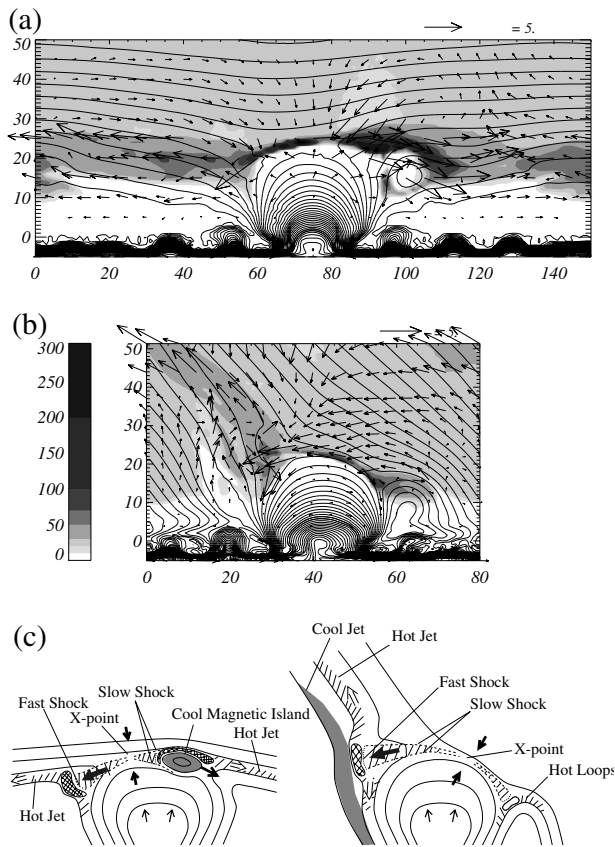 (a)
= 5.
50
40
30
20
10
0
0 20 40 60 80 100 120 140
(b)
300
250
200
150
100
50
0
50
40
30
20
10
0
0 20 40 60 80
(c)
Fast Shock
X-point
Slow Shock
Cool Magnetic Island
Hot Jet
Hot Jet
Cool Jet
Hot Jet
Fast Shock
Slow Shock
X-point
Hot Loops